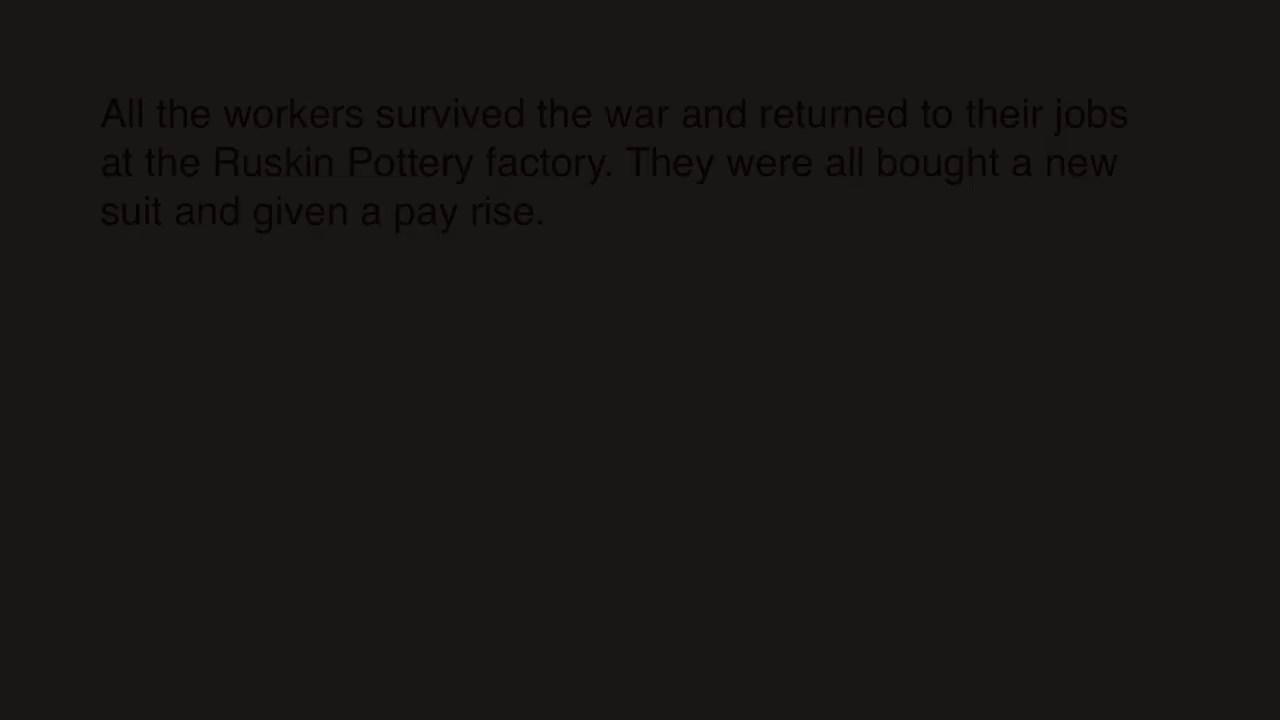 All the workers survived the war and returned to their jobs
at the Ruskin Pottery factory. They were all bought a new
suit and given a pay rise.